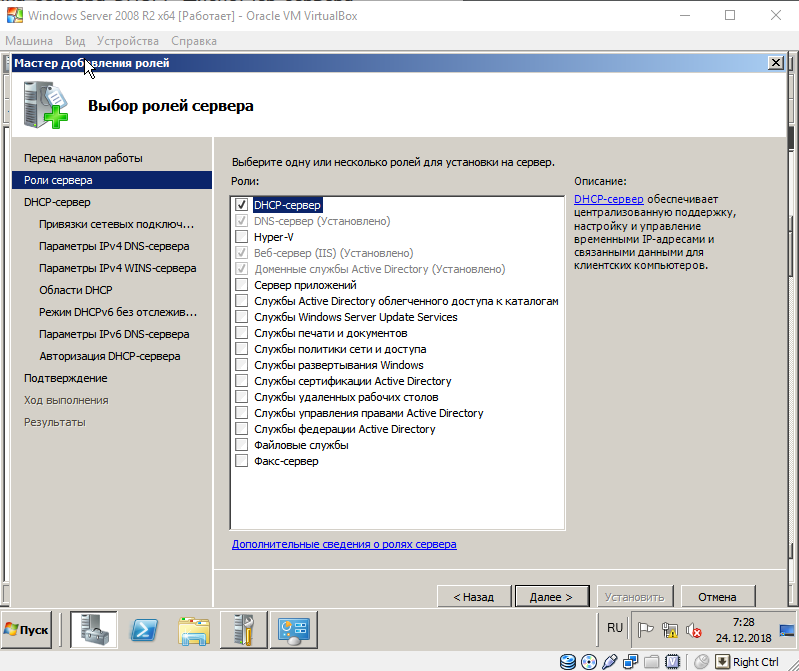 Windows Server 2008 R2 x64 [Работает] - Oracle VM VirtualBox
Машина Вид Устройства Справка
Мастер добавления ролей
Выбор ролей сервера
Перед началом работы
Роли сервера
DHCP-сервер
Привязки сетевых подключ...
Параметры IPv4 DNS-сервера
Параметры IPv4 WINS-сервера
Области DHCP
Режим DHCPv6 без отслежив...
Параметры IPv6 DNS-сервера
Авторизация DHCP-сервера
Подтверждение
Ход выполнения
Результаты
Выберите одну или несколько ролей для установки на сервер.
Роли:
DHCP-сервер
DNS-сервер (Установлено)
Hyper-V
Веб-сервер (IIS) (Установлено)
Доменные службы Active Directory (Установлено)
Сервер приложений
Службы Active Directory облегченного доступа к каталогам
Службы Windows Server Update Services
Службы печати и документов
Службы политики сети и доступа
Службы развертывания Windows
Службы сертификации Active Directory
Службы удаленных рабочих столов
Службы управления правами Active Directory
Службы федерации Active Directory
Файловые службы
Факс-сервер
Дополнительные сведения о ролях сервера
Описание:
DHCP-сервер обеспечивает
централизованную поддержку,
настройку и управление
временными IP-адресами и
связанными данными для
клиентских компьютеров.
< Назад
Далее >
Установить
Отмена
Пуск
RU
7:28
24.12.2018
Right Ctrl